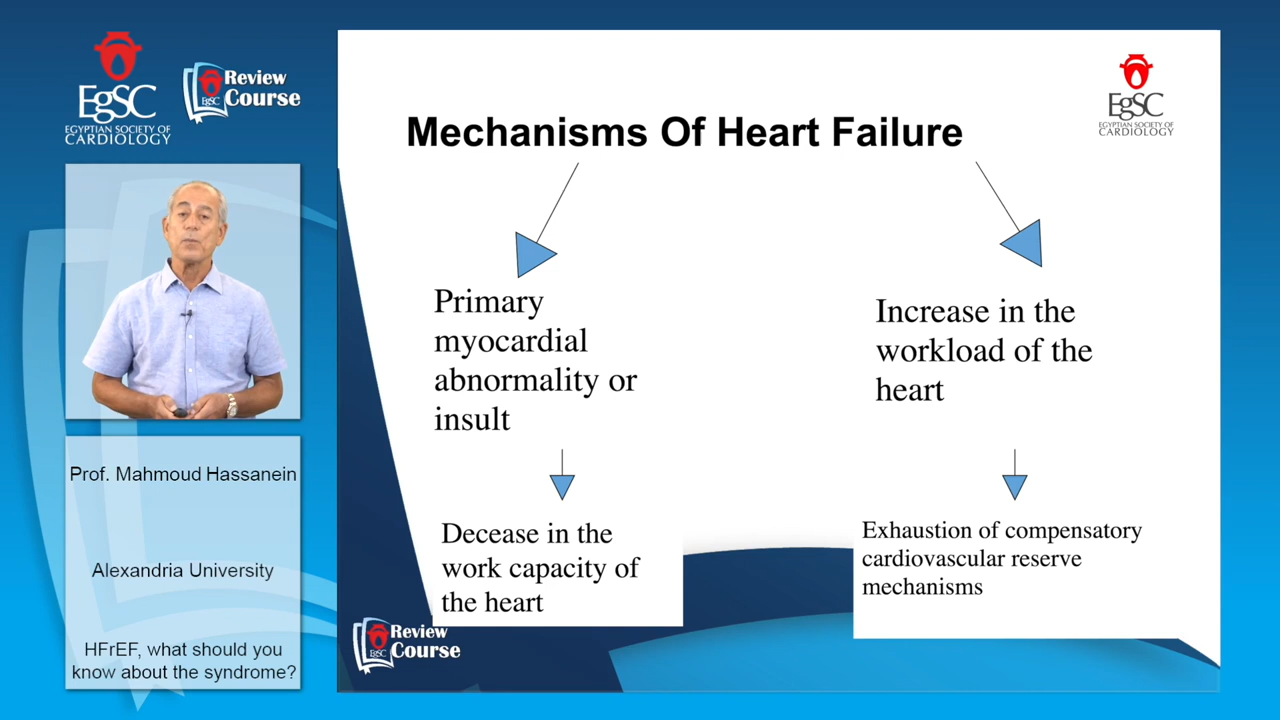 EgSC
EGYPTIAN SOCIETY OF
CARDIOLOGY
Review
Course
EgSC
Prof. Mahmoud Hassanein
Alexandria University
HFrEF, what should you
know about the syndrome?
EgSC
EGYPTIAN SOCIETY OF
CARDIOLOGY
Mechanisms Of Heart Failure
Primary
myocardial
abnormality or
insult
Increase in the
workload of the
heart
Decease in the
work capacity of
the heart
Exhaustion of compensatory
cardiovascular reserve
mechanisms
Review
Course
EgSC